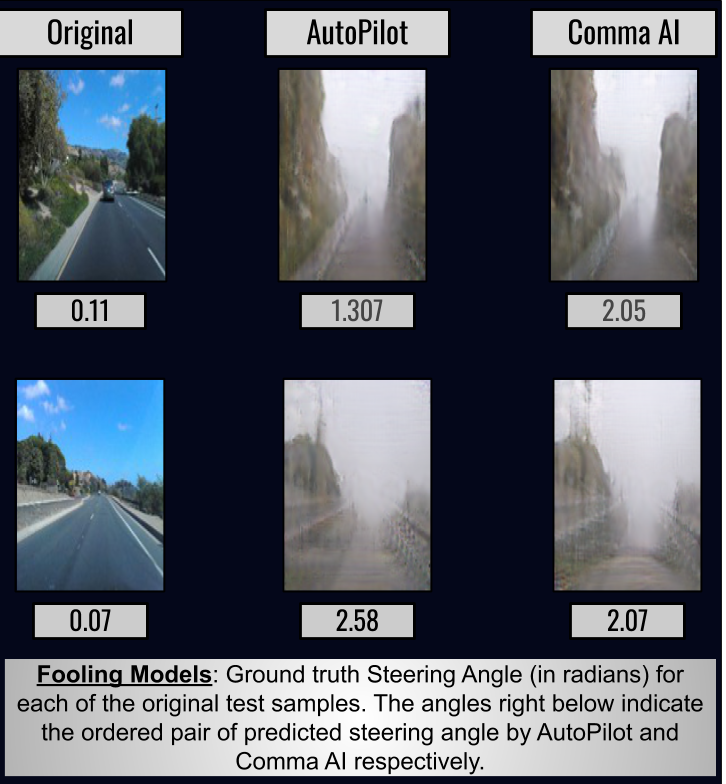 Original AutoPilot Comma AI
0.11 1.307 2.05
0.07 2.58 2.07
Fooling Models: Ground truth Steering Angle (in radians) for
each of the original test samples. The angles right below indicate
the ordered pair of predicted steering angle by AutoPilot and
Comma AI respectively.